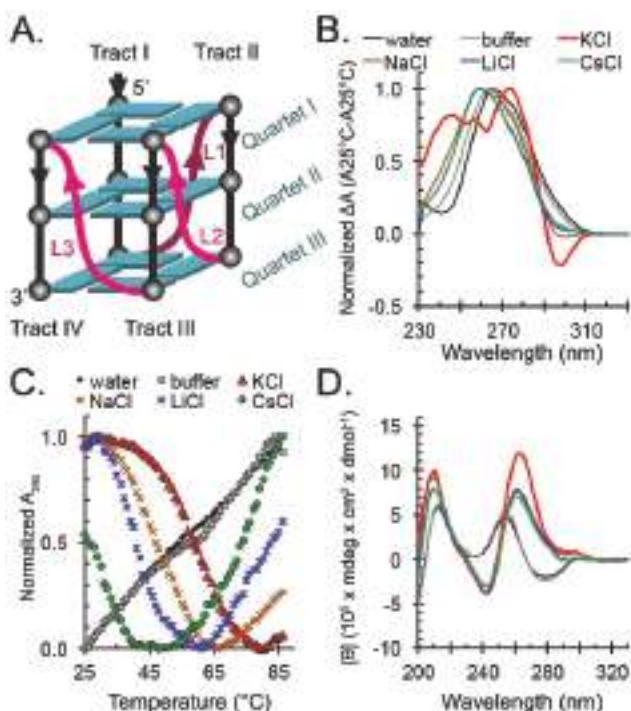 A.
Tract I
Tract II
5'
Quartet I
L1
Quartet II
L3
L2
Quartet III
3'
Tract IV
Tract III
B.
water
buffer
KCl
NaCl
LiCl
CsCl
Normalized ΔA (A25°C-A25°C)
1.0
0.5
0.0
-0.5
230
270
310
Wavelength (nm)
C.
water
buffer
KCl
NaCl
LiCl
CsCl
Normalized A
1.0
0.5
0.0
25
45
65
85
Temperature (°C)
D.
15
10
5
0
-5
-10
200
240
280
320
Wavelength (nm)